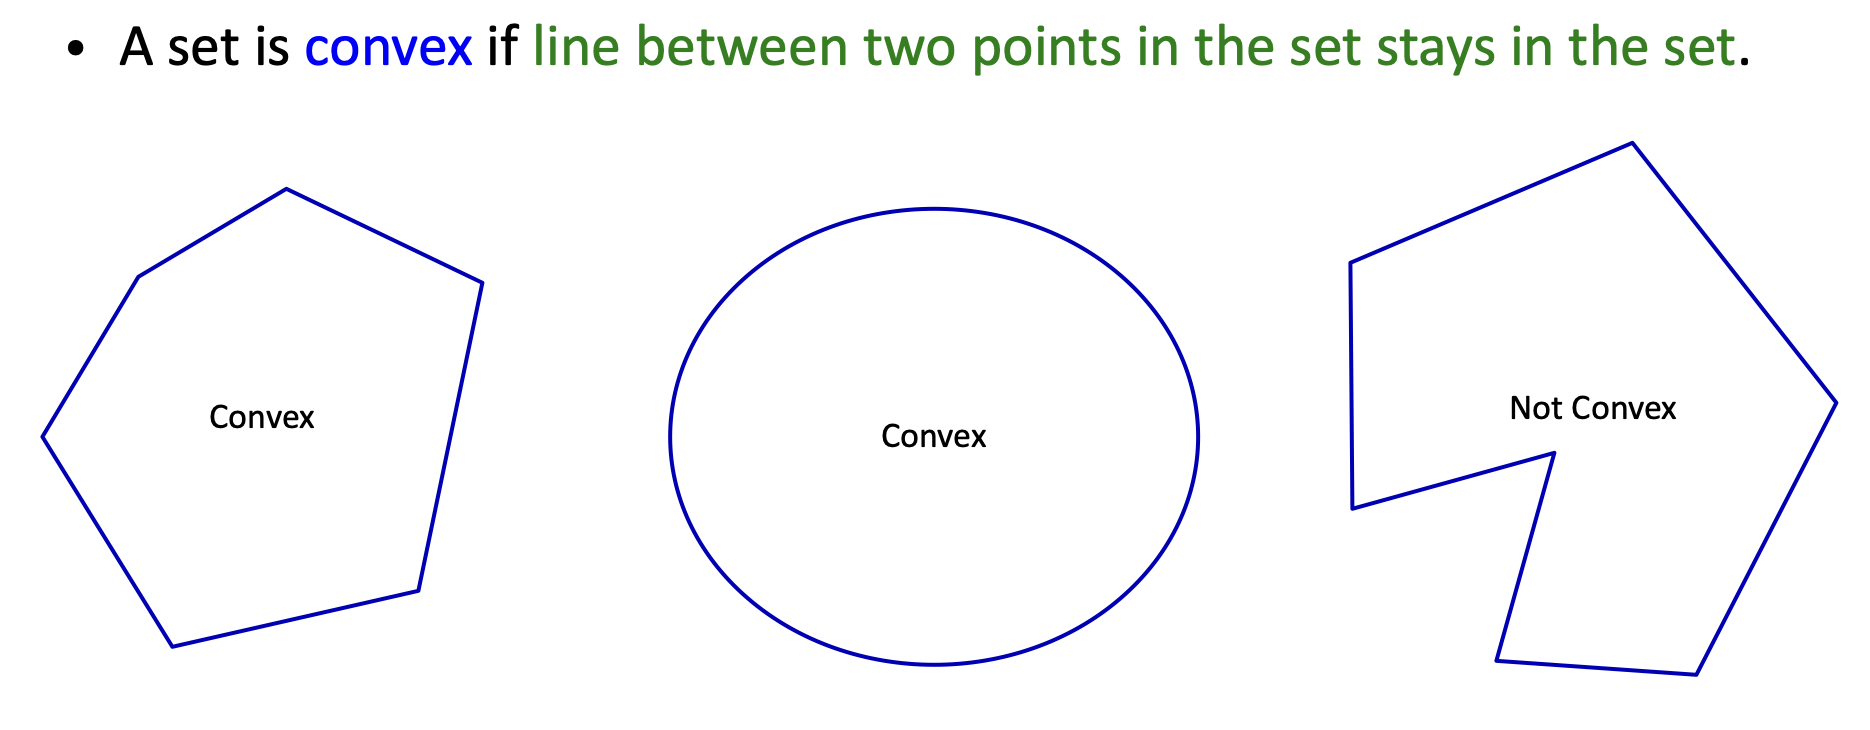 • A set is convex if line between two points in the set stays in the set.
Convex
Convex
Not Convex